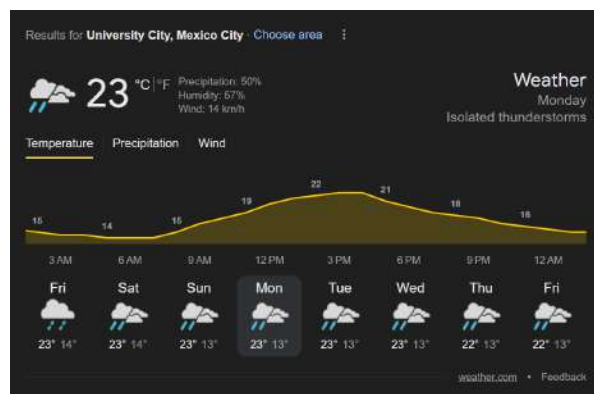 Results for University City, Mexico City · Choose area
23 °C | °F
Precipitation: 50%
Humidity: 57%
Wind: 14 km/h
Weather
Monday
Isolated thunderstorms
Temperature Precipitation Wind
15 14 15 19 22 21 18 16
3 AM 6 AM 9 AM 12 PM 3 PM 6 PM 9 PM 12 AM
Fri Sat Sun Mon Tue Wed Thu Fri
23° 14° 23° 14° 23° 13° 23° 13° 23° 13° 23° 13° 22° 13° 22° 13°
weather.com • Feedback